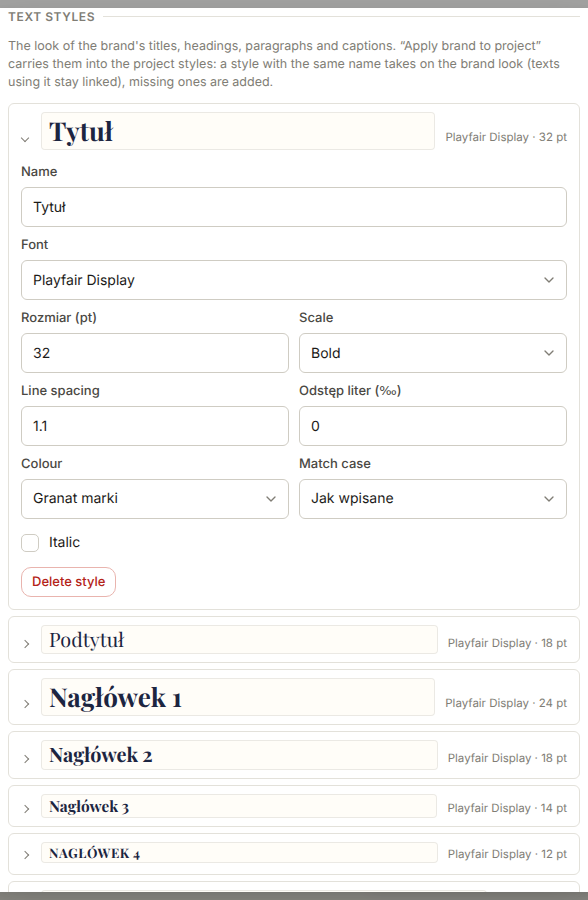 TEXT STYLES
The look of the brand's titles, headings, paragraphs and captions. “Apply brand to project”
carries them into the project styles: a style with the same name takes on the brand look (texts
using it stay linked), missing ones are added.
Tytuł
Playfair Display · 32 pt
Name
Tytuł
Font
Playfair Display
Rozmiar (pt) Scale
32 Bold
Line spacing Odstęp liter (‰)
1.1 0
Colour Match case
Granat marki Jak wpisane
Italic
Delete style
Podtytuł Playfair Display · 18 pt
Nagłówek 1 Playfair Display · 24 pt
Nagłówek 2 Playfair Display · 18 pt
Nagłówek 3 Playfair Display · 14 pt
NAGŁÓWEK 4 Playfair Display · 12 pt